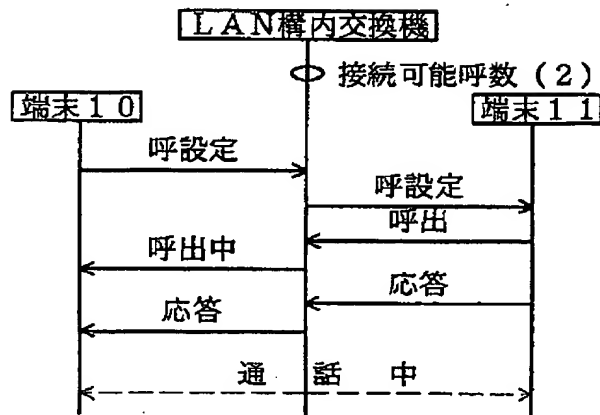 LAN構内交換機
接続可能呼数(2)
端末10
端末11
呼設定
呼設定
呼出
呼出中
応答
応答
通話中